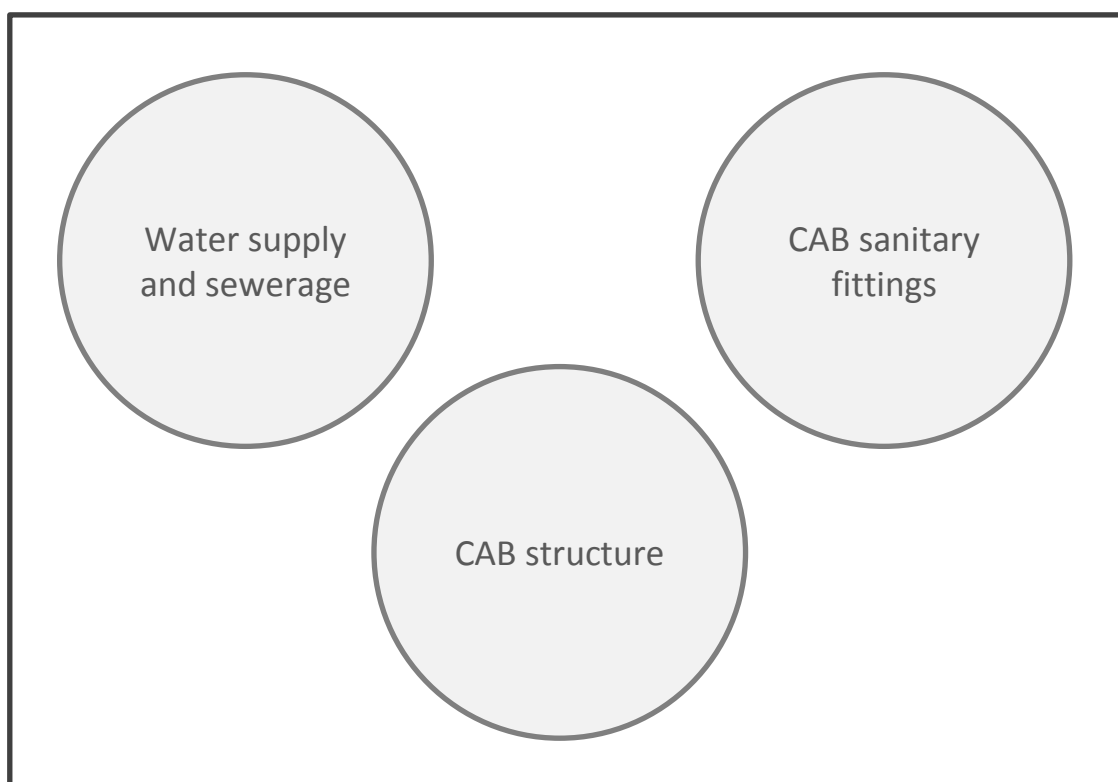 Water supply
and sewerage
CAB sanitary
fittings
CAB structure